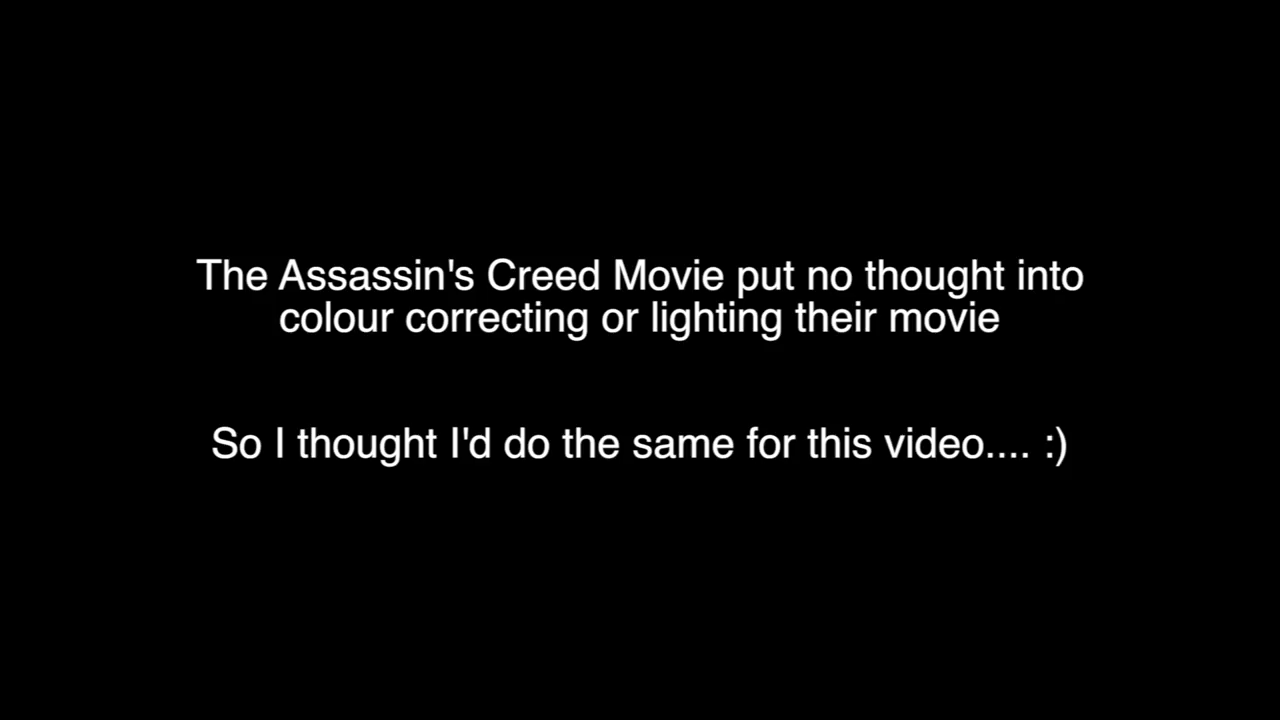 The Assassin's Creed Movie put no thought into
colour correcting or lighting their movie
So I thought I'd do the same for this video.... :)